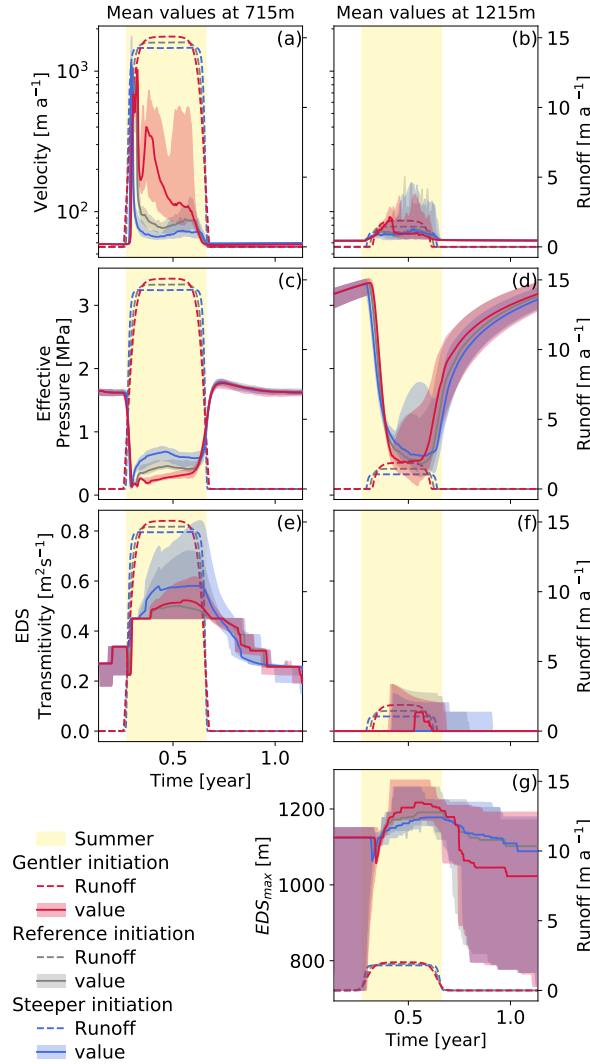 Mean values at 715m
Mean values at 1215m
(a)
(b)
10³
10²
Velocity [m a⁻¹]
15
10
5
0
Runoff [m a⁻¹]
(c)
(d)
3
2
1
0
Effective
Pressure [MPa]
15
10
5
0
Runoff [m a⁻¹]
(e)
(f)
0.8
0.6
0.4
0.2
0.0
EDS
Transmitivity [m²s⁻¹]
15
10
5
0
Runoff [m a⁻¹]
0.5
1.0
Time [year]
(g)
1200
1000
800
EDSmax [m]
15
10
5
0
Runoff [m a⁻¹]
0.5
1.0
Time [year]
Summer
Gentler initiation
Runoff
value
Reference initiation
Runoff
value
Steeper initiation
Runoff
value